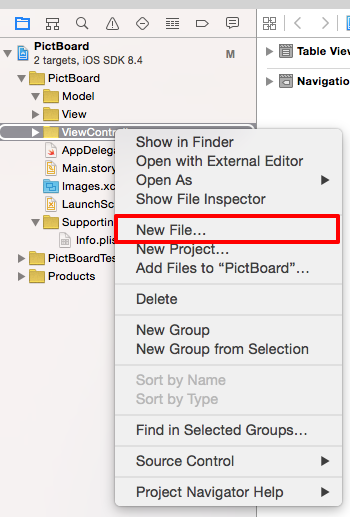 PictBoard
2 targets, iOS SDK 8.4
M
PictBoard
Model
View
ViewContr
AppDeleg
Main.story
Images.xc
LaunchSc
Supportin
Info.plis
PictBoardTes
Products
Table View
Navigation
Show in Finder
Open with External Editor
Open As
Show File Inspector
New File…
New Project…
Add Files to “PictBoard”…
Delete
New Group
New Group from Selection
Sort by Name
Sort by Type
Find in Selected Groups…
Source Control
Project Navigator Help